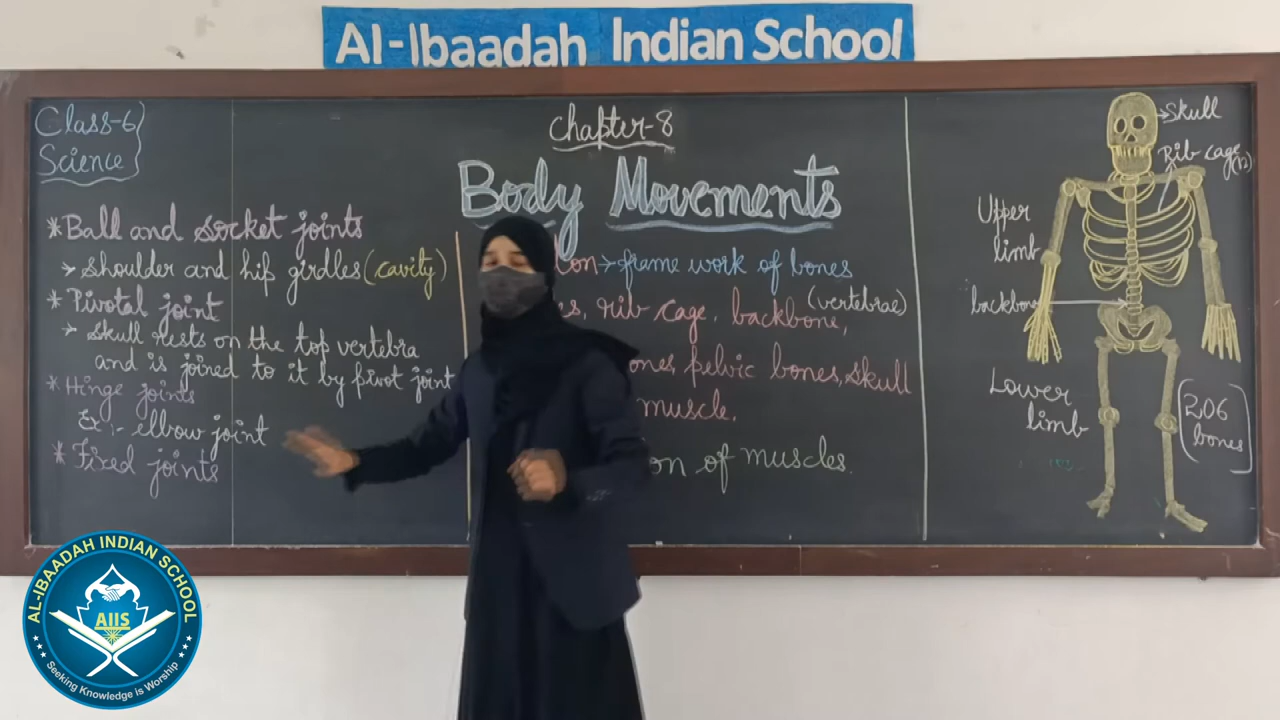 Al-Ibaadah Indian School
Class-6
Science
* Ball and socket joints
> shoulder and hip girdles (cavity)
* Pivotal joint
> skull rests on the top vertebra
and is joined to it by pivot joint
* Hinge joints
Ex:- elbow joint
* Fixed joints
Chapter-8
Body Movements
→ frame work of bones
rib cage, backbone, (vertebrae)
pelvic bones, skull
muscle.
of muscles.
→ Skull
Rib cage (12)
Upper
limb
backbone
Lower
limb
206
bones
AL-IBAADAH INDIAN SCHOOL
AIIS
Seeking Knowledge is Worship